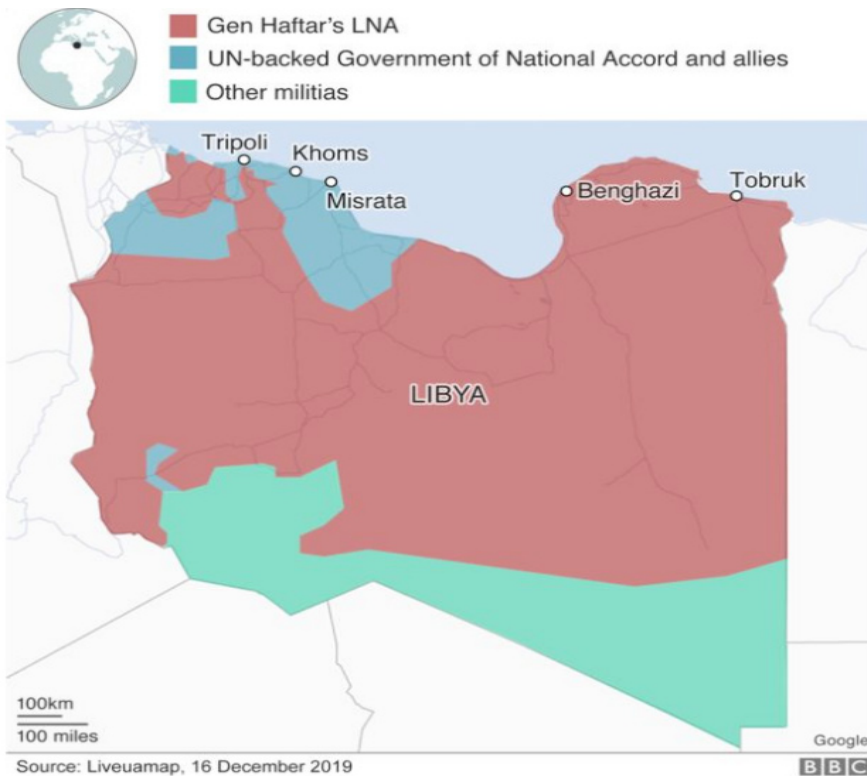 Gen Haftar's LNA
UN-backed Government of National Accord and allies
Other militias
Tripoli
Khoms
Misrata
Benghazi
Tobruk
LIBYA
100km
100 miles
Google
Source: Liveuamap, 16 December 2019
BBC